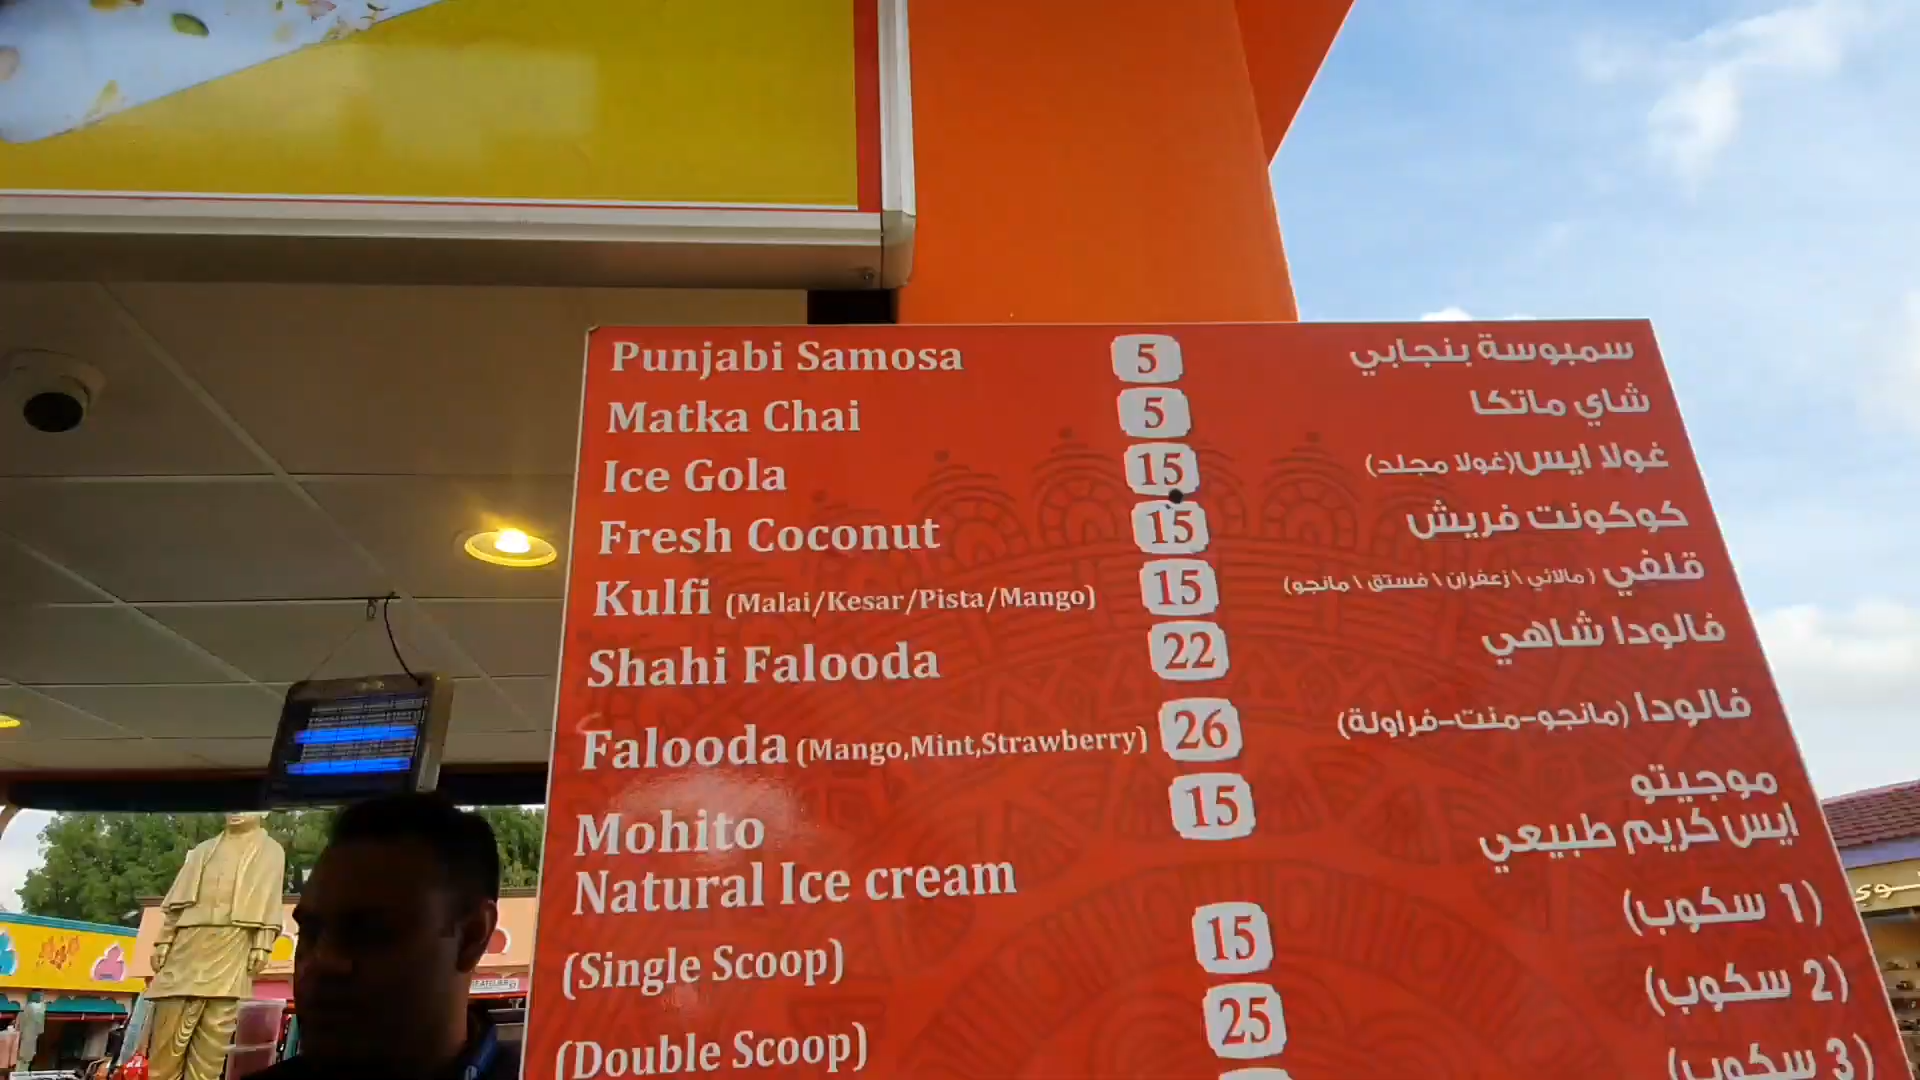 Punjabi Samosa 5 سمبوسة بنجابي
Matka Chai 5 شاي ماتكا
Ice Gola 15 غولا ايس(غولا مجلد)
Fresh Coconut 15 كوكونت فريش
Kulfi (Malai/Kesar/Pista/Mango) 15 قلفي (مالائي \ زعفران \ فستق \ مانجو)
Shahi Falooda 22 فالودا شاهي
Falooda (Mango,Mint,Strawberry) 26 فالودا (مانجو-منت-فراولة)
Mohito 15 موجيتو
Natural Ice cream ايس كريم طبيعي
(Single Scoop) 15 (1 سكوب)
(Double Scoop) 25 (2 سكوب)
(3 سكوب)